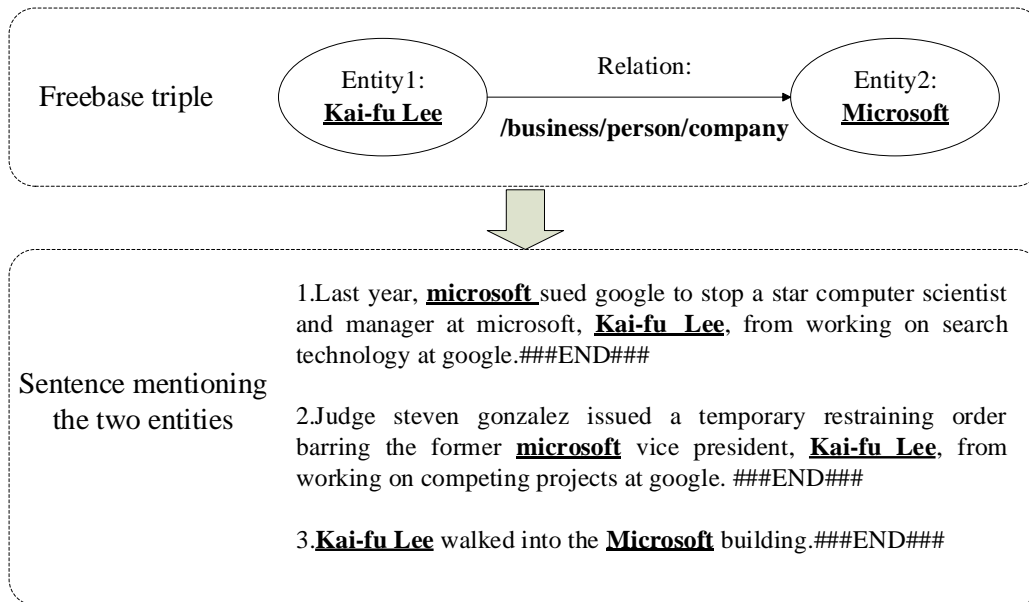 Freebase triple
Entity1:
Kai-fu Lee
Relation:
/business/person/company
Entity2:
Microsoft
Sentence mentioning
the two entities
1.Last year, microsoft sued google to stop a star computer scientist
and manager at microsoft, Kai-fu Lee, from working on search
technology at google.###END###
2.Judge steven gonzalez issued a temporary restraining order
barring the former microsoft vice president, Kai-fu Lee, from
working on competing projects at google. ###END###
3.Kai-fu Lee walked into the Microsoft building.###END###